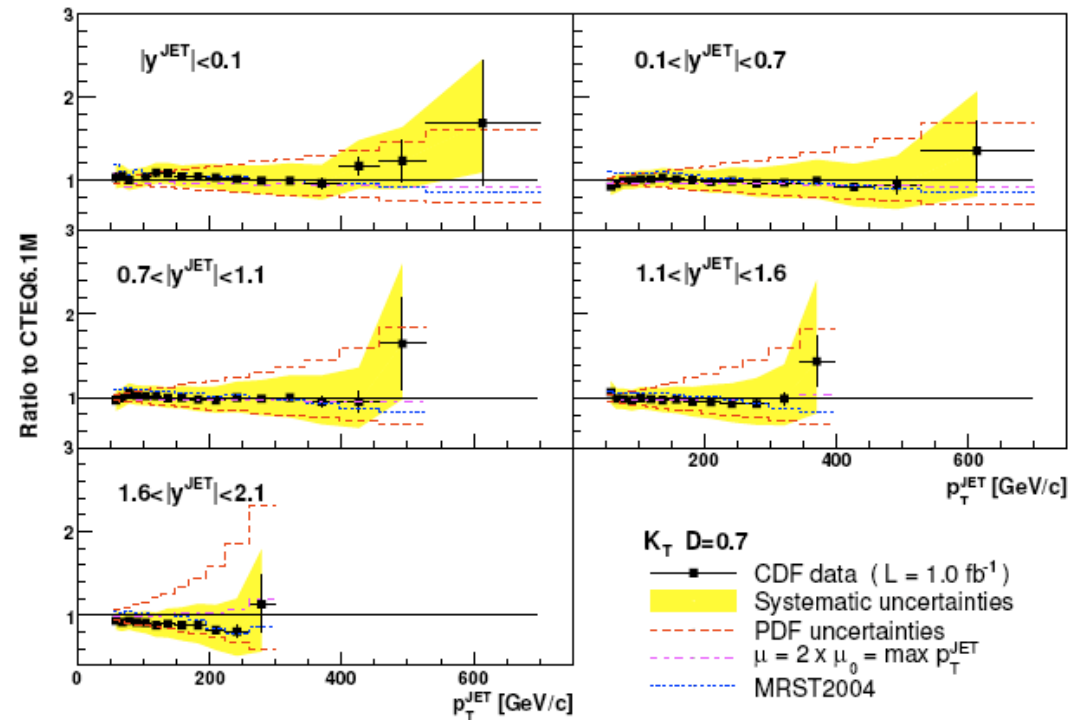 3
|y^JET|<0.1
0.1<|y^JET|<0.7
2
1
Ratio to CTEQ6.1M
3
0.7<|y^JET|<1.1
1.1<|y^JET|<1.6
2
1
3
200 400 600
p_T^JET [GeV/c]
1.6<|y^JET|<2.1
2
1
0 200 400 600
p_T^JET [GeV/c]
K_T D=0.7
CDF data ( L = 1.0 fb^-1 )
Systematic uncertainties
PDF uncertainties
μ = 2 x μ_0 = max p_T^JET
MRST2004